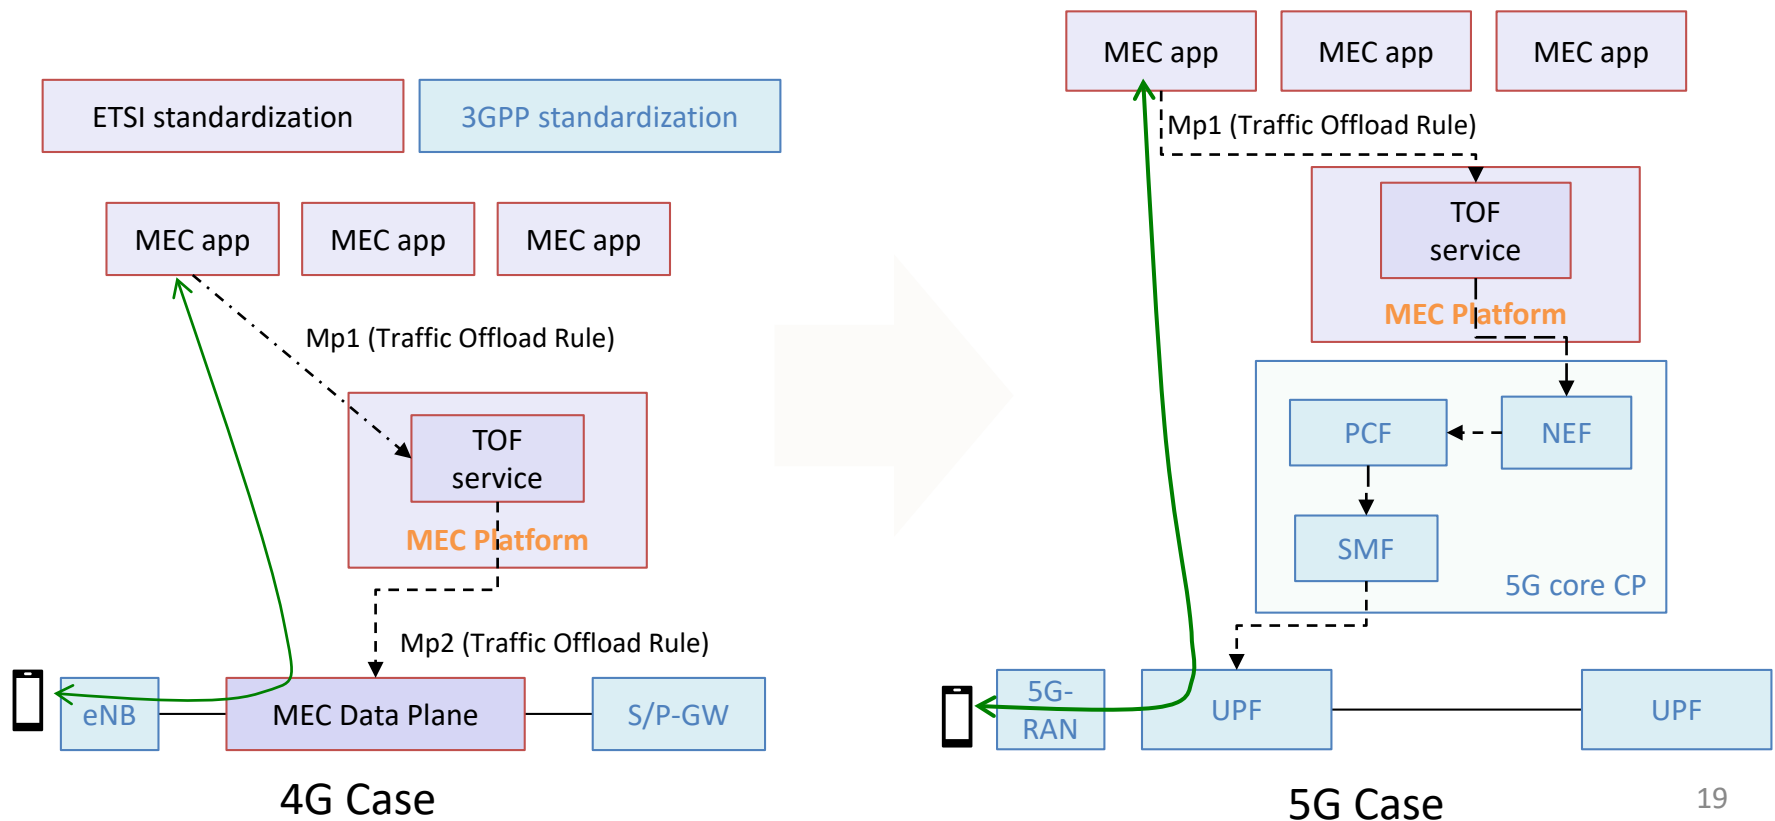 ETSI standardization
3GPP standardization
MEC app
MEC app
MEC app
Mp1 (Traffic Offload Rule)
TOF
service
MEC Platform
Mp2 (Traffic Offload Rule)
eNB
MEC Data Plane
S/P-GW
4G Case
MEC app
MEC app
MEC app
Mp1 (Traffic Offload Rule)
TOF
service
MEC Platform
PCF
NEF
SMF
5G core CP
5G-
RAN
UPF
UPF
5G Case
19